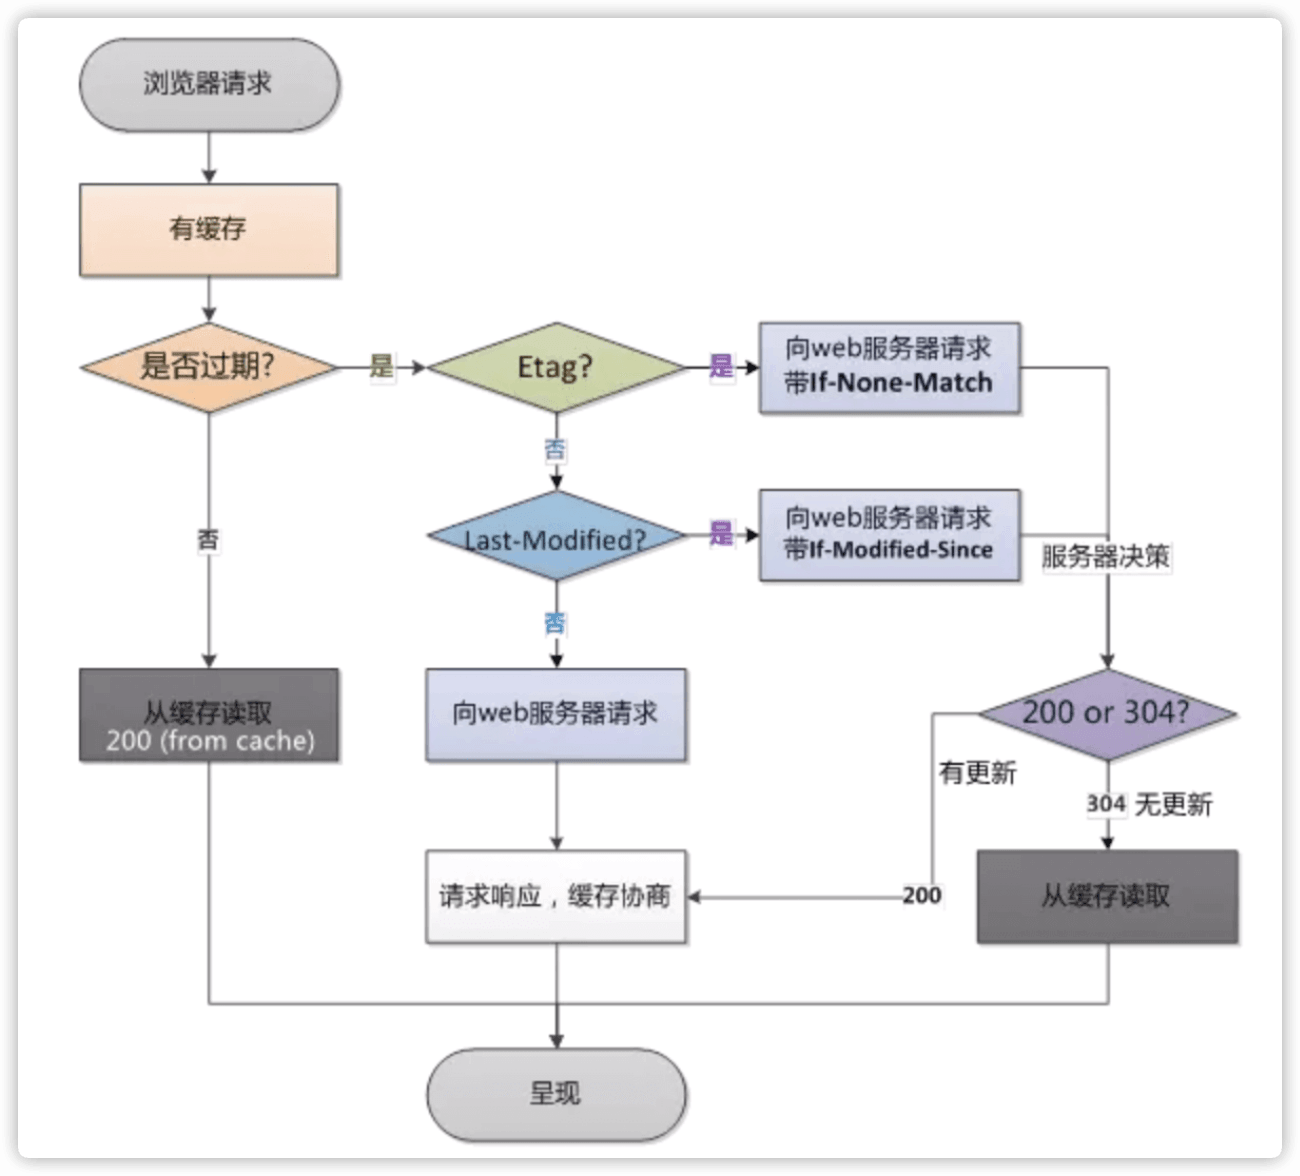 浏览器请求
有缓存
是否过期?
是
Etag?
是
向web服务器请求
带If-None-Match
否
否
Last-Modified?
是
向web服务器请求
带If-Modified-Since
服务器决策
否
从缓存读取
200 (from cache)
向web服务器请求
200 or 304?
有更新
304 无更新
请求响应，缓存协商
200
从缓存读取
呈现